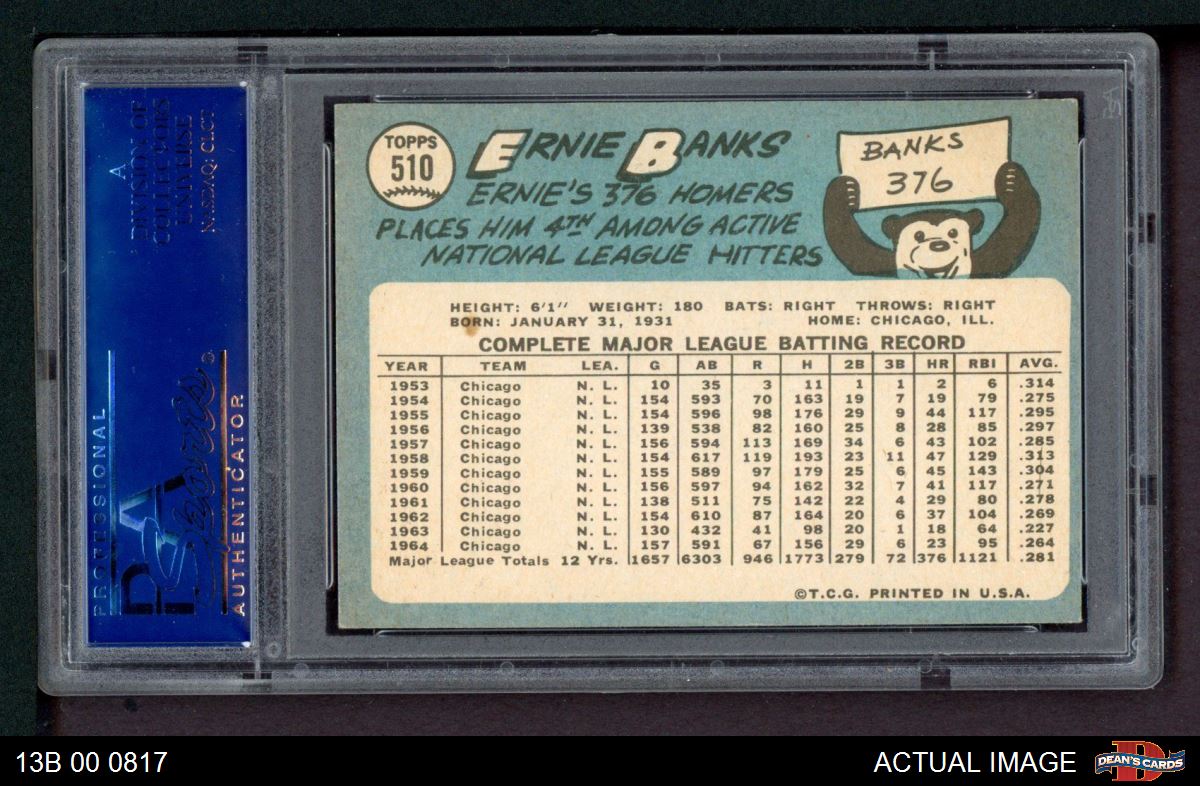 A
DIVISION OF
COLLECTORS
UNIVERSE
NASDAQ: CLCT
PROFESSIONAL
PSA
Sports
AUTHENTICATOR
TOPPS
510
ERNIE BANKS
ERNIE'S 376 HOMERS
PLACES HIM 4TH AMONG ACTIVE
NATIONAL LEAGUE HITTERS
BANKS
376
HEIGHT: 6'1" WEIGHT: 180 BATS: RIGHT THROWS: RIGHT
BORN: JANUARY 31, 1931 HOME: CHICAGO, ILL.
COMPLETE MAJOR LEAGUE BATTING RECORD
YEAR TEAM LEA. G AB R H 2B 3B HR RBI AVG.
1953 Chicago N. L. 10 35 3 11 1 1 2 6 .314
1954 Chicago N. L. 154 593 70 163 19 7 19 79 .275
1955 Chicago N. L. 154 596 98 176 29 9 44 117 .295
1956 Chicago N. L. 139 538 82 160 25 8 28 85 .297
1957 Chicago N. L. 156 594 113 169 34 6 43 102 .285
1958 Chicago N. L. 154 617 119 193 23 11 47 129 .313
1959 Chicago N. L. 155 589 97 179 25 6 45 143 .304
1960 Chicago N. L. 156 597 94 162 32 7 41 117 .271
1961 Chicago N. L. 138 511 75 142 22 4 29 80 .278
1962 Chicago N. L. 154 610 87 164 20 6 37 104 .269
1963 Chicago N. L. 130 432 41 98 20 1 18 64 .227
1964 Chicago N. L. 157 591 67 156 29 6 23 95 .264
Major League Totals 12 Yrs. 1657 6303 946 1773 279 72 376 1121 .281
©T.C.G. PRINTED IN U.S.A.
13B 00 0817
ACTUAL IMAGE
D
DEAN'S CARDS